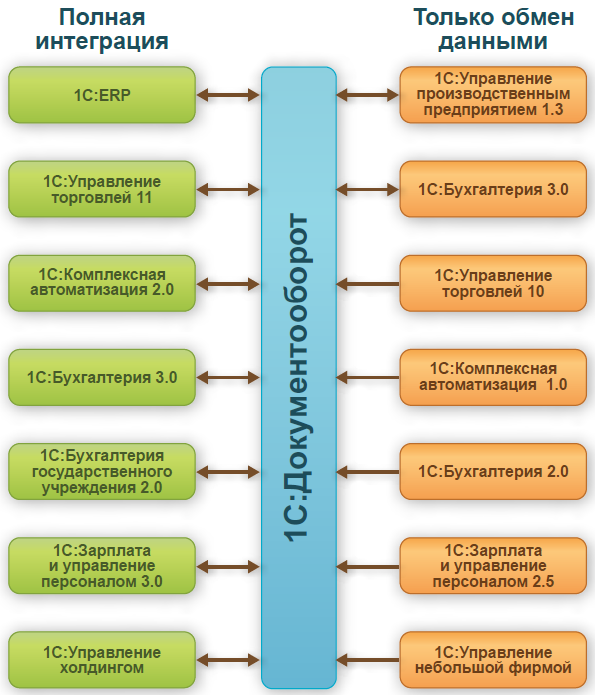 Полная
интеграция
Только обмен
данными
1С:Документооборот
1С:ERP
1С:Управление
торговлей 11
1С:Комплексная
автоматизация 2.0
1С:Бухгалтерия 3.0
1С:Бухгалтерия
государственного
учреждения 2.0
1С:Зарплата
и управление
персоналом 3.0
1С:Управление
холдингом
1С:Управление
производственным
предприятием 1.3
1С:Бухгалтерия 3.0
1С:Управление
торговлей 10
1С:Комплексная
автоматизация  1.0
1С:Бухгалтерия 2.0
1С:Зарплата
и управление
персоналом 2.5
1С:Управление
небольшой фирмой